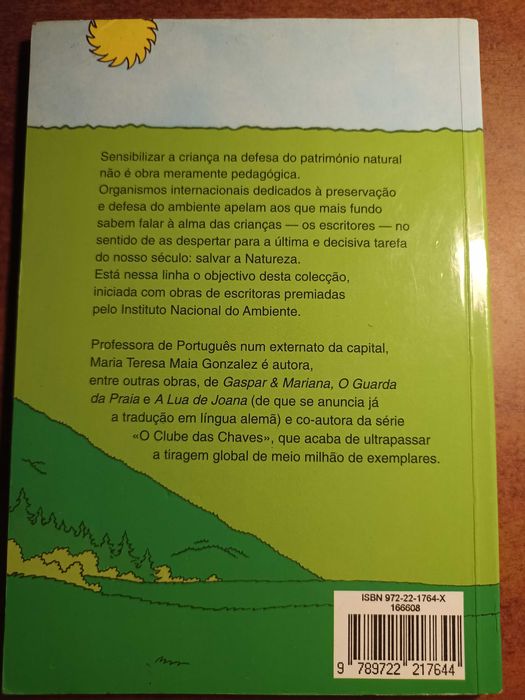 Sensibilizar a criança na defesa do património natural
não é obra meramente pedagógica.
Organismos internacionais dedicados à preservação
e defesa do ambiente apelam aos que mais fundo
sabem falar à alma das crianças — os escritores — no
sentido de as despertar para a última e decisiva tarefa
do nosso século: salvar a Natureza.
Está nessa linha o objectivo desta colecção,
iniciada com obras de escritoras premiadas
pelo Instituto Nacional do Ambiente.
Professora de Português num externato da capital,
Maria Teresa Maia Gonzalez é autora,
entre outras obras, de Gaspar & Mariana, O Guarda
da Praia e A Lua de Joana (de que se anuncia já
a tradução em língua alemã) e co-autora da série
«O Clube das Chaves», que acaba de ultrapassar
a tiragem global de meio milhão de exemplares.
ISBN 972-22-1764-X
166608
9 789722 217644